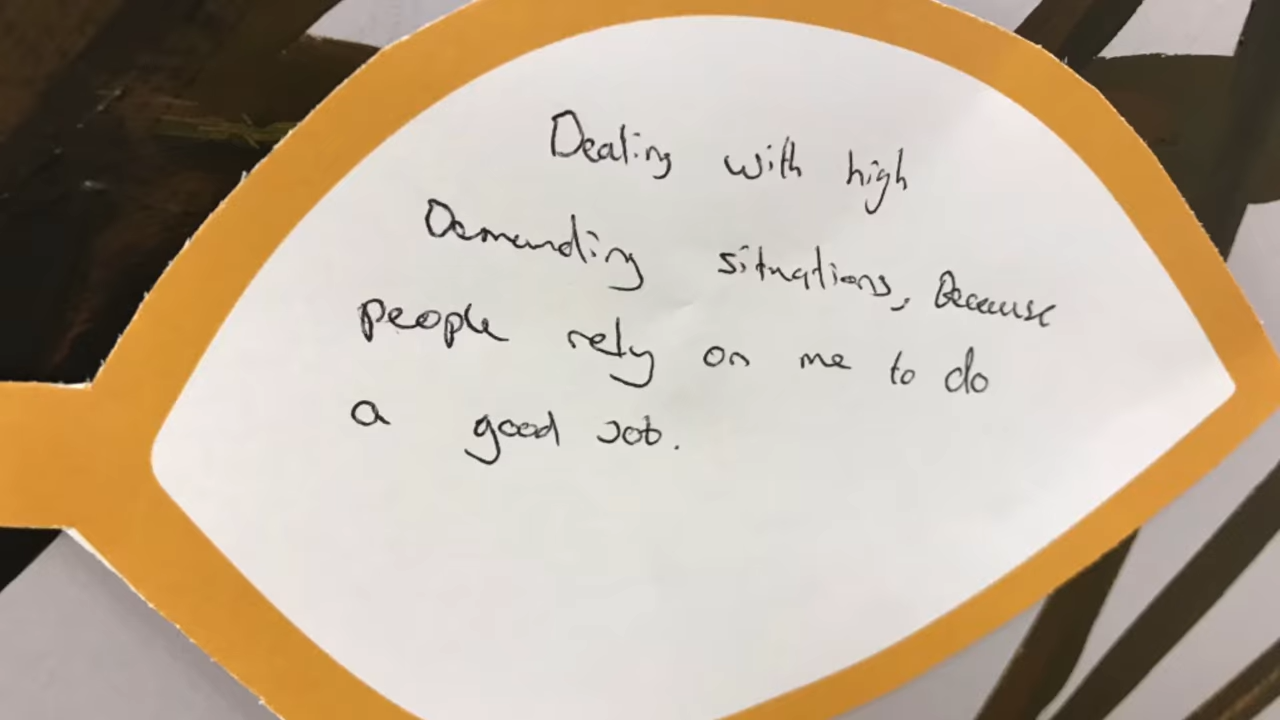 Dealing with high
Demanding situations, Because
people rely on me to do
a good Job.